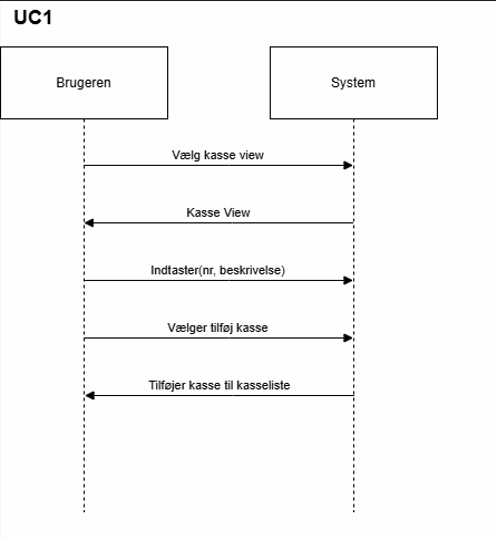 UC1
Brugeren
System
Vælg kasse view
Kasse View
Indtaster(nr, beskrivelse)
Vælger tilføj kasse
Tilføjer kasse til kasseliste